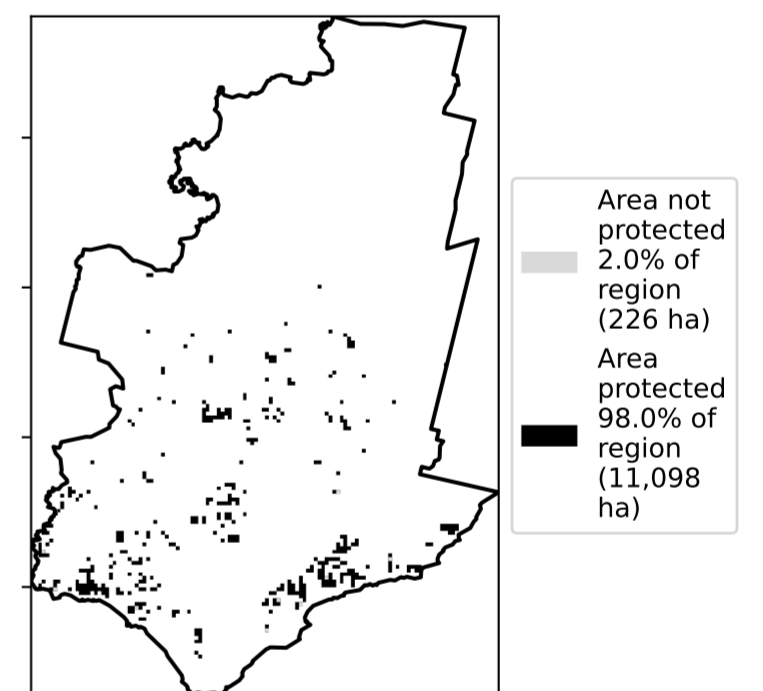 Area not
protected
2.0% of
region
(226 ha)
Area
protected
98.0% of
region
(11,098
ha)